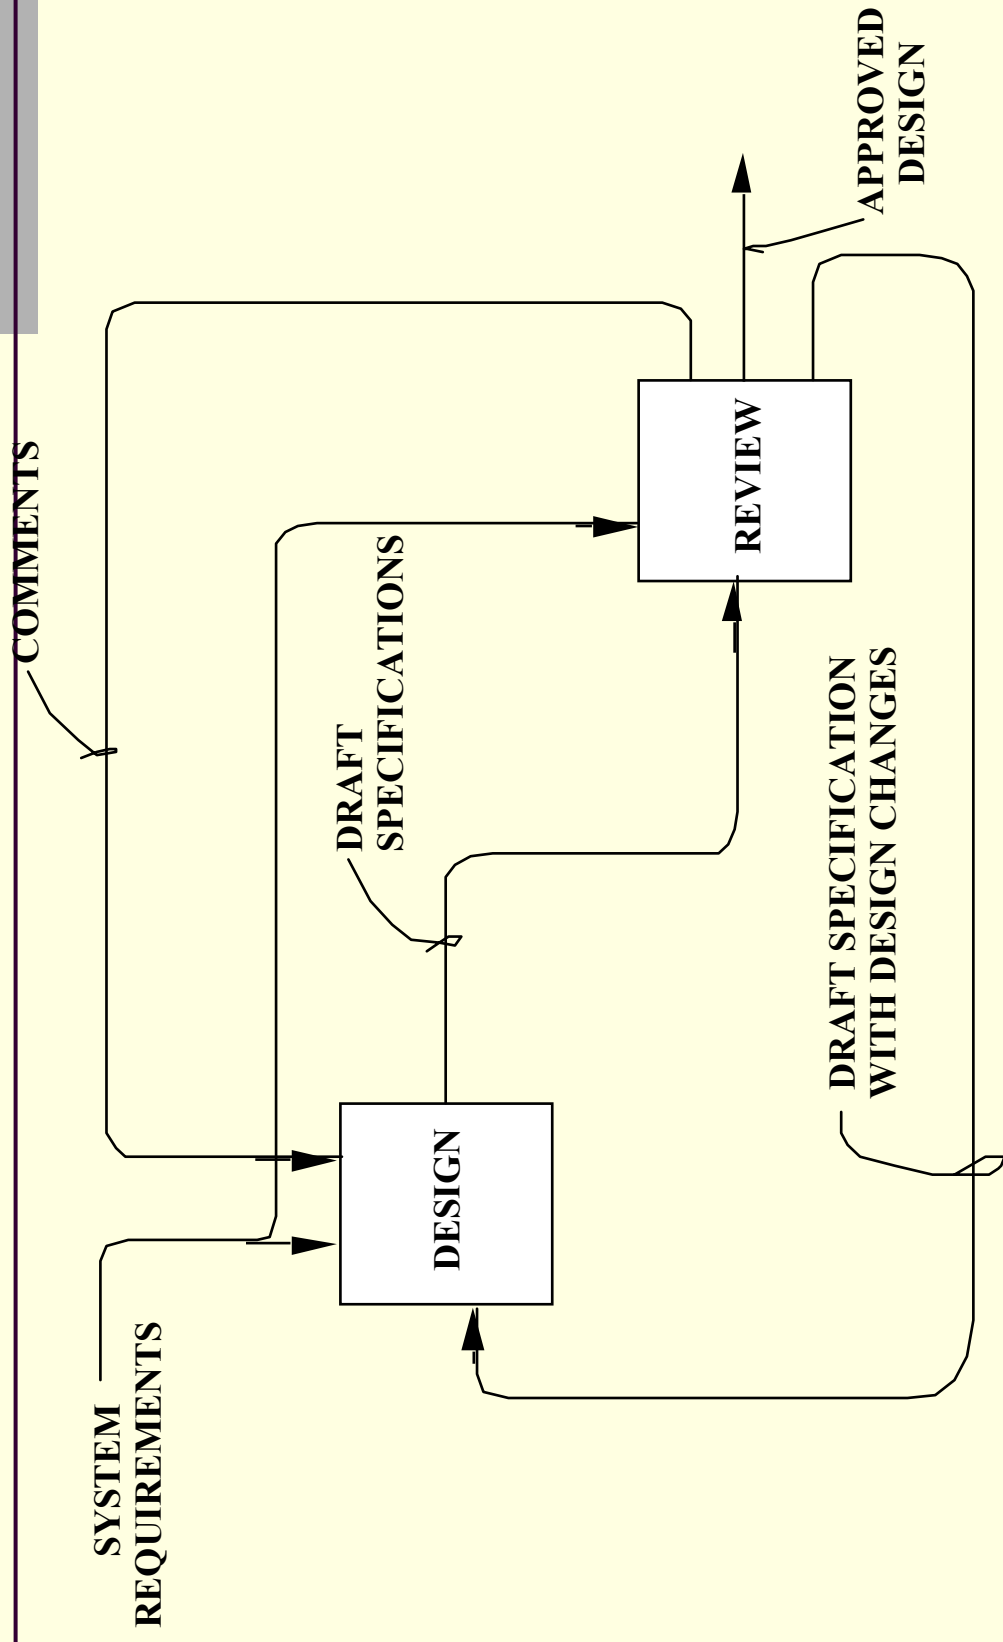 COMMENTS
SYSTEM
REQUIREMENTS
DRAFT
SPECIFICATIONS
DESIGN
REVIEW
APPROVED
DESIGN
DRAFT SPECIFICATION
WITH DESIGN CHANGES